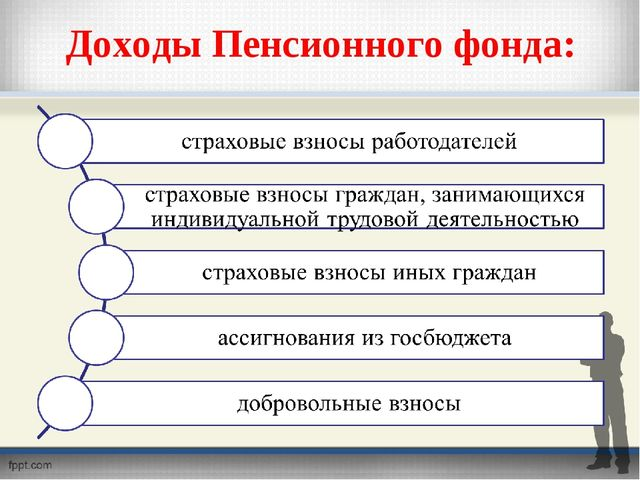 Доходы Пенсионного фонда:
страховые взносы работодателей
страховые взносы граждан, занимающихся
индивидуальной трудовой деятельностью
страховые взносы иных граждан
ассигнования из госбюджета
добровольные взносы
fppt.com